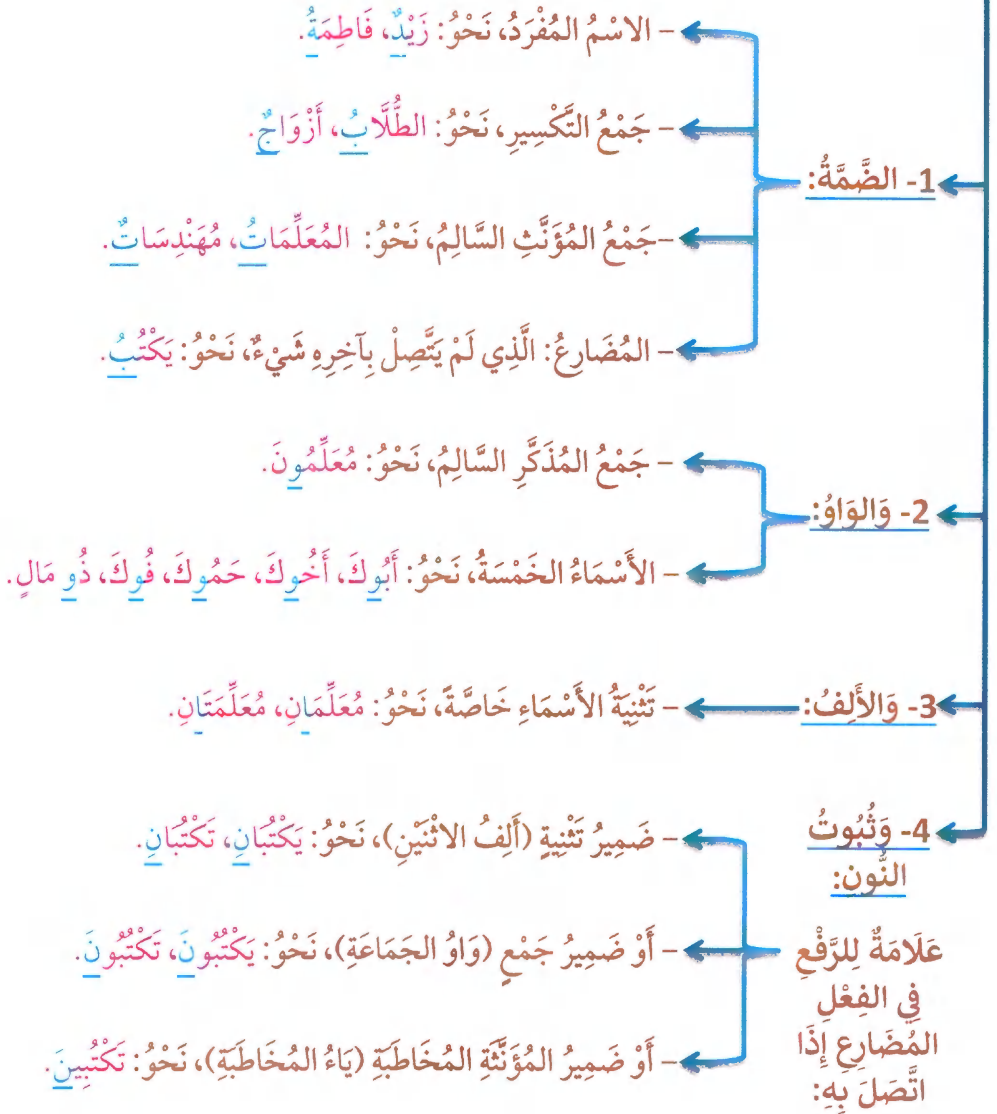 – الاسْمُ المُفْرَدُ، نَحْوُ: زَيْدٌ، فَاطِمَةُ.
– جَمْعُ التَّكْسِيرِ، نَحْوُ: الطُّلَّابُ، أَزْوَاجٌ.
1- الضَّمَّةُ:
–جَمْعُ المُؤَنَّثِ السَّالِمُ، نَحْوُ: المُعَلِّمَاتُ، مُهَنْدِسَاتٌ.
– المُضَارِعُ: الَّذِي لَمْ يَتَّصِلْ بِآخِرِهِ شَيْءٌ، نَحْوُ: يَكْتُبُ.
– جَمْعُ المُذَكَّرِ السَّالِمُ، نَحْوُ: مُعَلِّمُونَ.
2- وَالوَاوُ:
– الأَسْمَاءُ الخَمْسَةُ، نَحْوُ: أَبُوكَ، أَخُوكَ، حَمُوكَ، فُوكَ، ذُو مَالٍ.
3- وَالأَلِفُ: – تَثْنِيَةُ الأَسْمَاءِ خَاصَّةً، نَحْوُ: مُعَلِّمَانِ، مُعَلِّمَتَانِ.
4- وَثُبُوتُ
النُّونِ:
عَلَامَةٌ لِلرَّفْعِ
فِي الفِعْلِ
المُضَارِعِ إِذَا
اتَّصَلَ بِهِ:
– ضَمِيرُ تَثْنِيَةٍ (أَلِفُ الاثْنَيْنِ)، نَحْوُ: يَكْتُبَانِ، تَكْتُبَانِ.
– أَوْ ضَمِيرُ جَمْعٍ (وَاوُ الجَمَاعَةِ)، نَحْوُ: يَكْتُبُونَ، تَكْتُبُونَ.
– أَوْ ضَمِيرُ المُؤَنَّثَةِ المُخَاطَبَةِ (يَاءُ المُخَاطَبَةِ)، نَحْوُ: تَكْتُبِينَ.